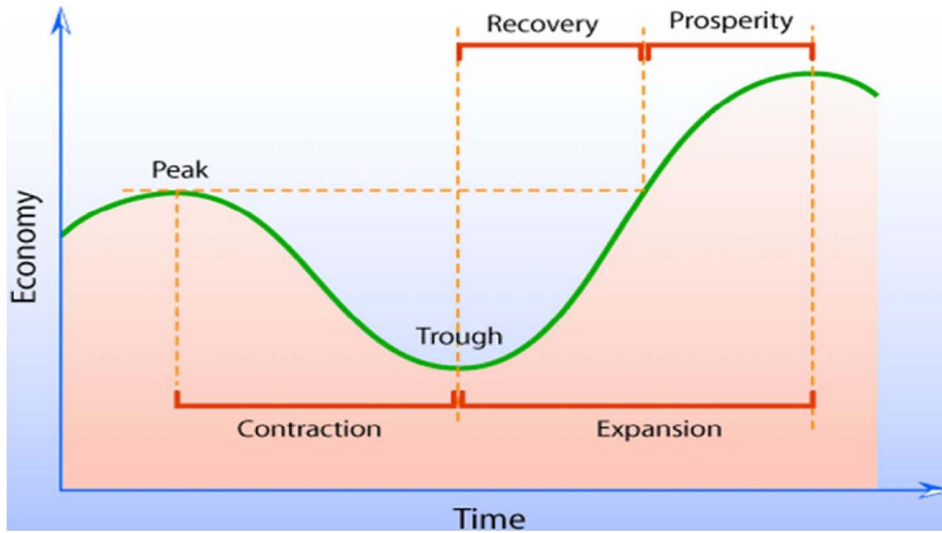 Recovery
Prosperity
Peak
Economy
Trough
Contraction
Expansion
Time